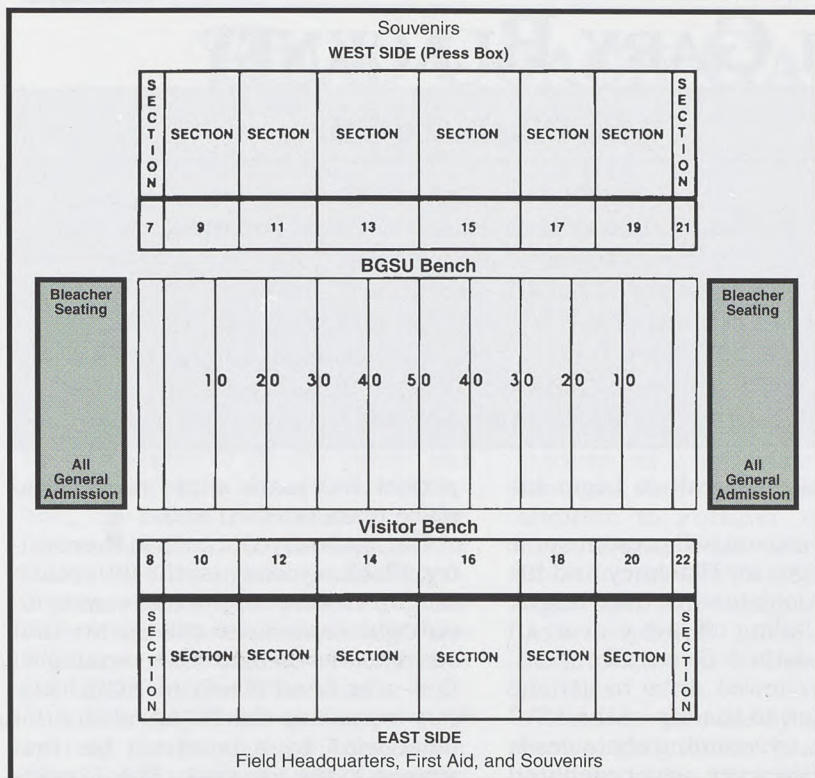 GARY
Souvenirs
WEST SIDE (Press Box)
SECTION SECTION SECTION SECTION SECTION SECTION SECTION SECTION
7 9 11 13 15 17 19 21
BGSU Bench
Bleacher
Seating
All
General
Admission
10 20 30 40 50 40 30 20 10
Bleacher
Seating
All
General
Admission
Visitor Bench
8 10 12 14 16 18 20 22
SECTION SECTION SECTION SECTION SECTION SECTION SECTION SECTION
EAST SIDE
Field Headquarters, First Aid, and Souvenirs